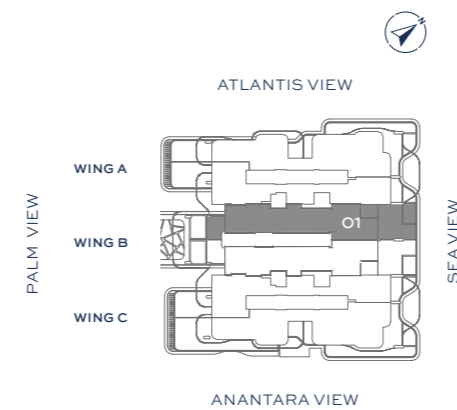 N
ATLANTIS VIEW
WING A
PALM VIEW
WING B
01
SEA VIEW
WING C
ANANTARA VIEW